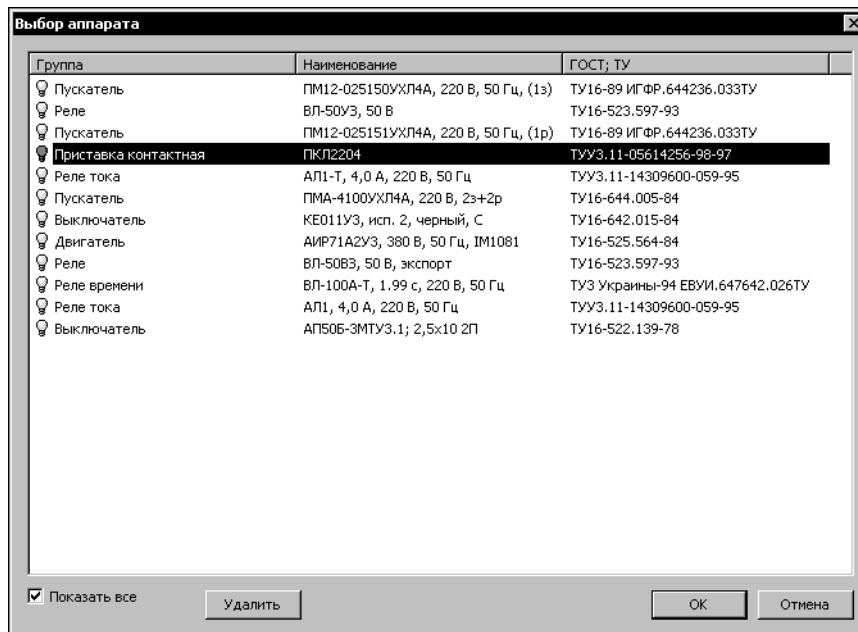 Выбор аппарата
Группа Наименование ГОСТ; ТУ
Пускатель ПМ12-025150УХЛ4А, 220 В, 50 Гц, (1з) ТУ16-89 ИГФР.644236.033ТУ
Реле ВЛ-50У3, 50 В ТУ16-523.597-93
Пускатель ПМ12-025151УХЛ4А, 220 В, 50 Гц, (1р) ТУ16-89 ИГФР.644236.033ТУ
Приставка контактная ПКЛ2204 ТУУ3.11-05614256-98-97
Реле тока АЛ1-Т, 4,0 А, 220 В, 50 Гц ТУУ3.11-14309600-059-95
Пускатель ПМА-4100УХЛ4А, 220 В, 2з+2р ТУ16-644.005-84
Выключатель КЕ011У3, исп. 2, черный, С ТУ16-642.015-84
Двигатель АИР71А2У3, 380 В, 50 Гц, IM1081 ТУ16-525.564-84
Реле ВЛ-50В3, 50 В, экспорт ТУ16-523.597-93
Реле времени ВЛ-100А-Т, 1.99 с, 220 В, 50 Гц ТУ3 Украины-94 ЕВУИ.647642.026ТУ
Реле тока АЛ1, 4,0 А, 220 В, 50 Гц ТУУ3.11-14309600-059-95
Выключатель АП50Б-3МТУ3.1; 2,5х10 2П ТУ16-522.139-78
Показать все Удалить ОК Отмена